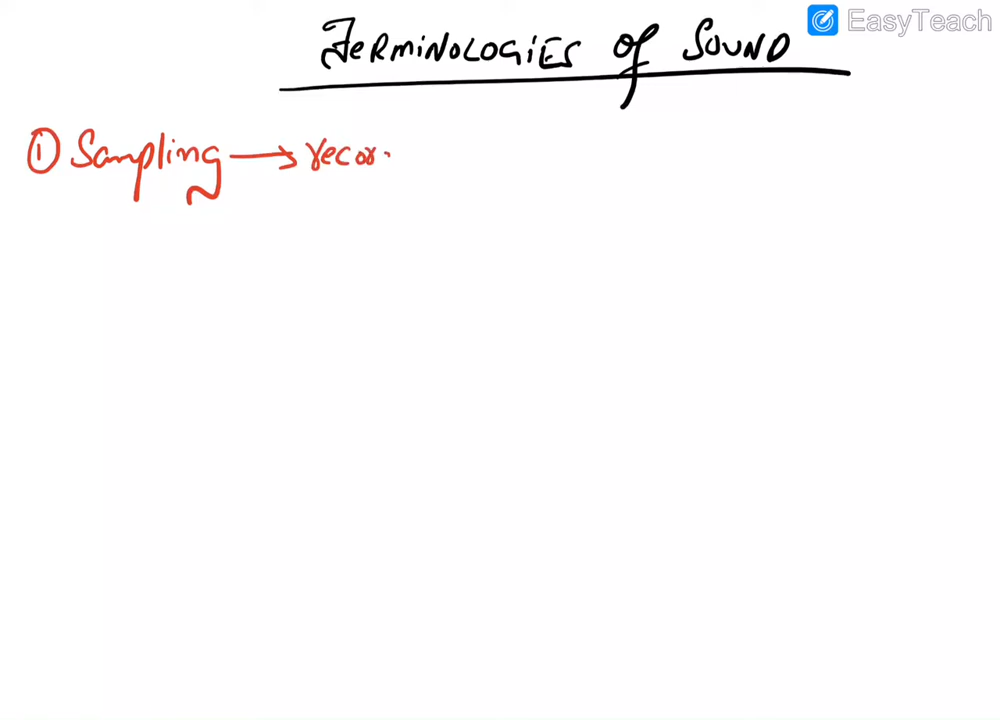 TERMINOLOGIES of SOUND
EasyTeach
① Sampling → recor